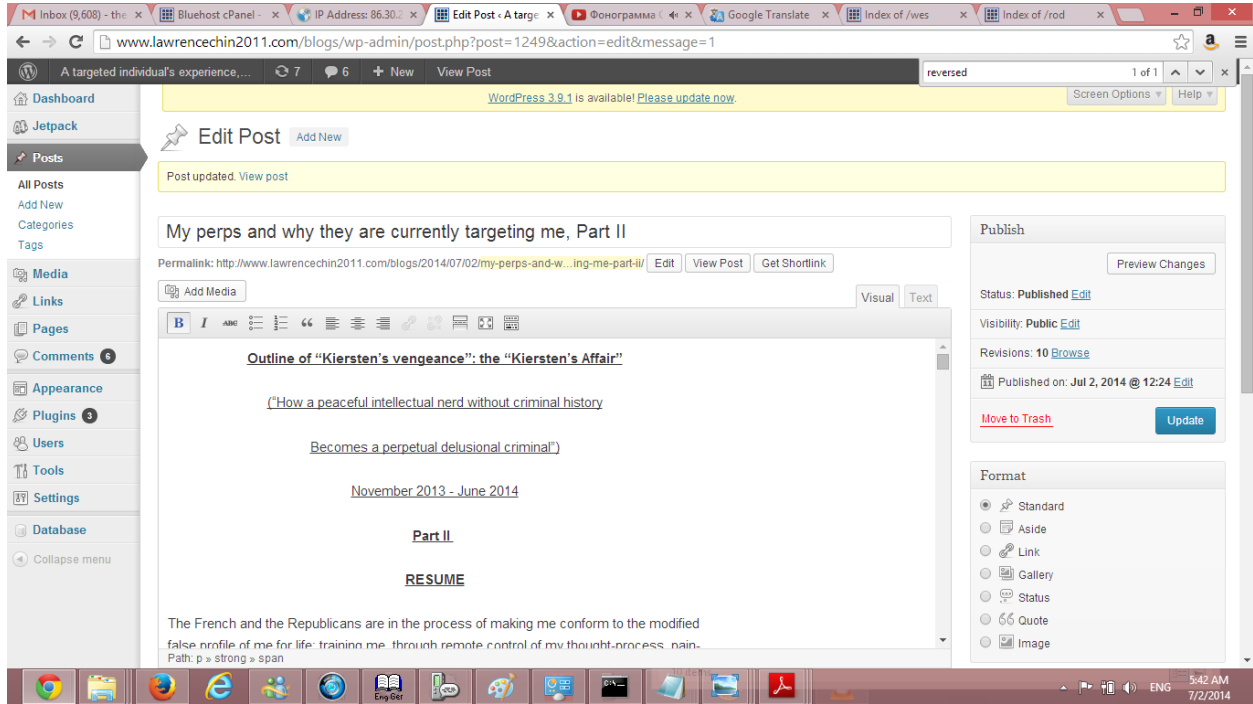 Inbox (9,608) - the
Bluehost cPanel -
IP Address: 86.30.2
Edit Post ‹ A targe
Фонограмма (
Google Translate
Index of /wes
Index of /rod
www.lawrencechin2011.com/blogs/wp-admin/post.php?post=1249&action=edit&message=1
A targeted individual's experience,... 7 6 + New View Post
reversed 1 of 1
Dashboard
WordPress 3.9.1 is available! Please update now.
Screen Options Help
Jetpack
Edit Post Add New
Posts
Post updated. View post
All Posts
Add New
Categories
Tags
My perps and why they are currently targeting me, Part II
Publish
Permalink: http://www.lawrencechin2011.com/blogs/2014/07/02/my-perps-and-w…ing-me-part-ii/ Edit View Post Get Shortlink
Preview Changes
Media
Add Media
Visual Text
Status: Published Edit
Links
B I ABC
Visibility: Public Edit
Pages
Comments 6
Outline of “Kiersten’s vengeance”: the “Kiersten’s Affair”
Revisions: 10 Browse
Appearance
Published on: Jul 2, 2014 @ 12:24 Edit
(“How a peaceful intellectual nerd without criminal history
Plugins 3
Move to Trash Update
Users
Becomes a perpetual delusional criminal”)
Tools
Format
Settings
November 2013 - June 2014
Standard
Database
Part II
Aside
Collapse menu
Link
RESUME
Gallery
Status
The French and the Republicans are in the process of making me conform to the modified
Quote
false profile of me for life: training me, through remote control of my thought-process, pain-
Image
Path: p » strong » span
Eng-Ger
ENG
5:42 AM
7/2/2014